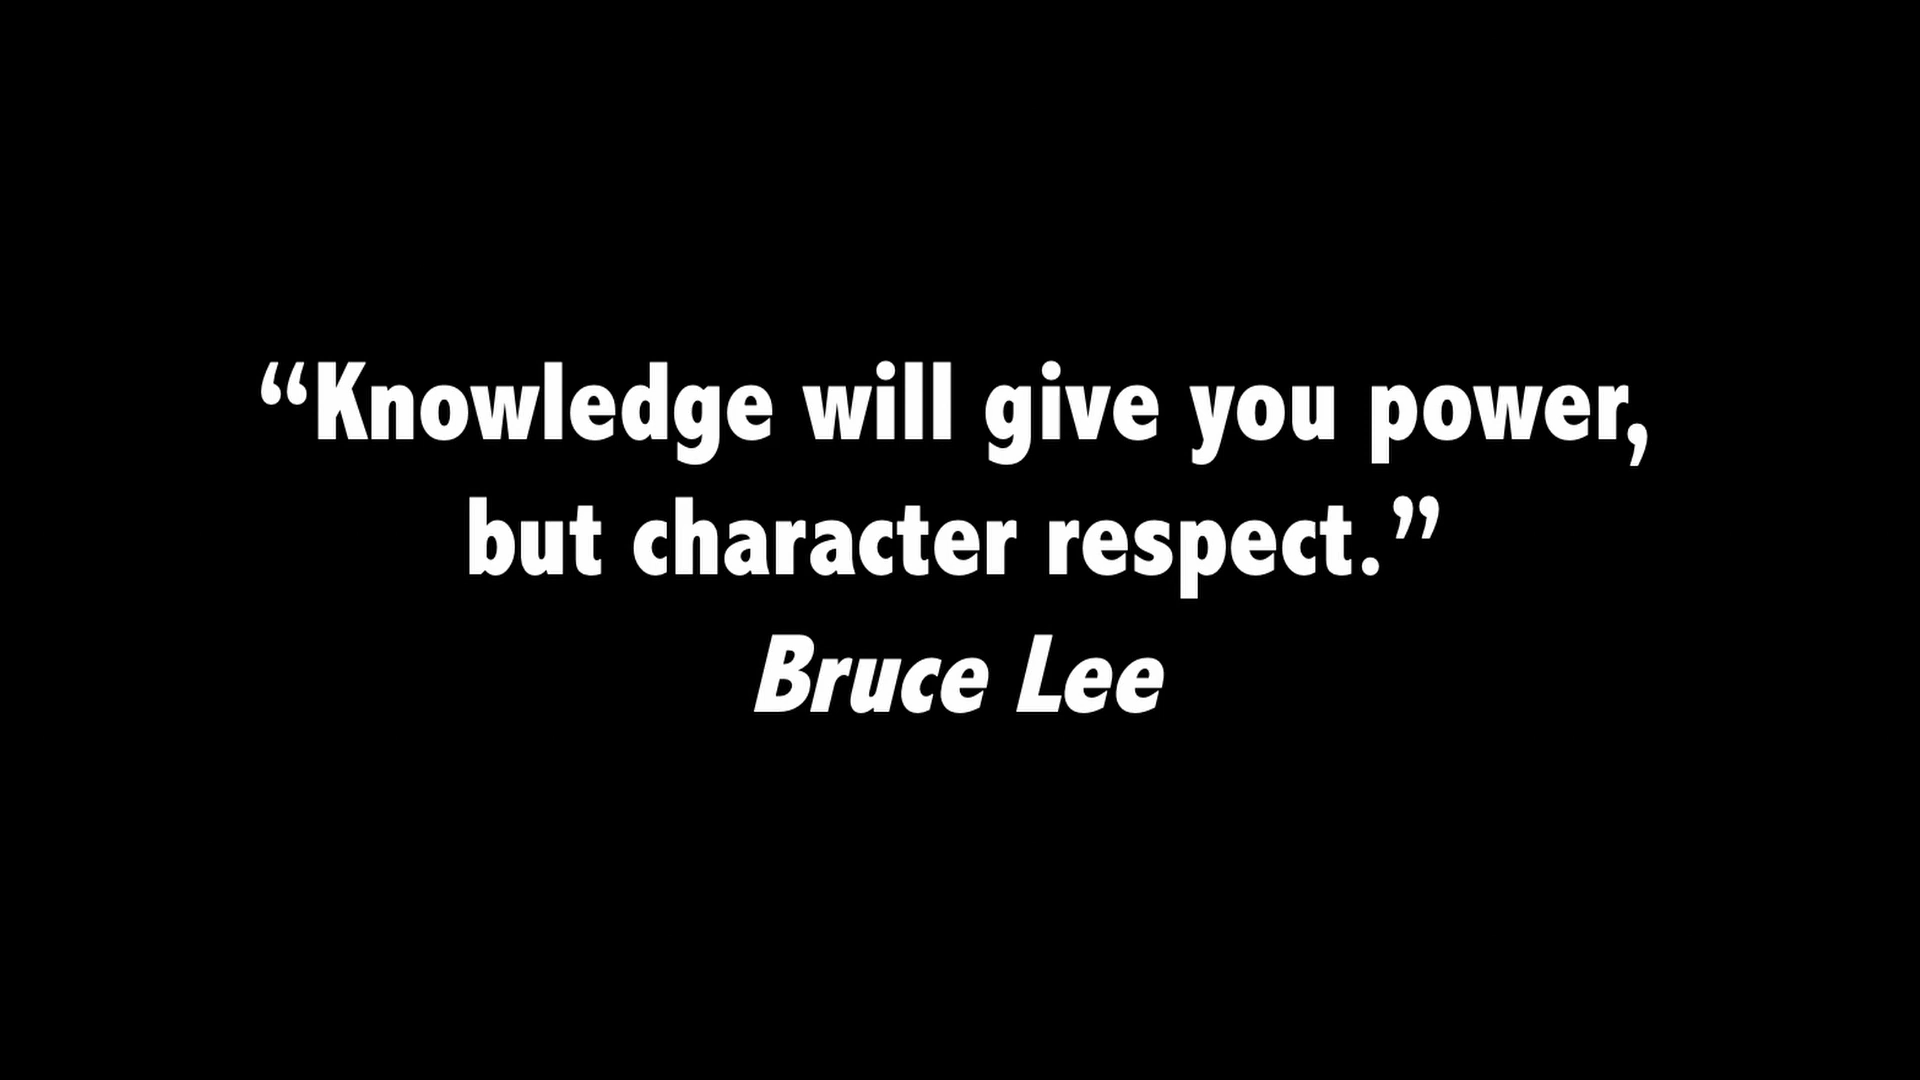 “Knowledge will give you power,
but character respect.”
Bruce Lee